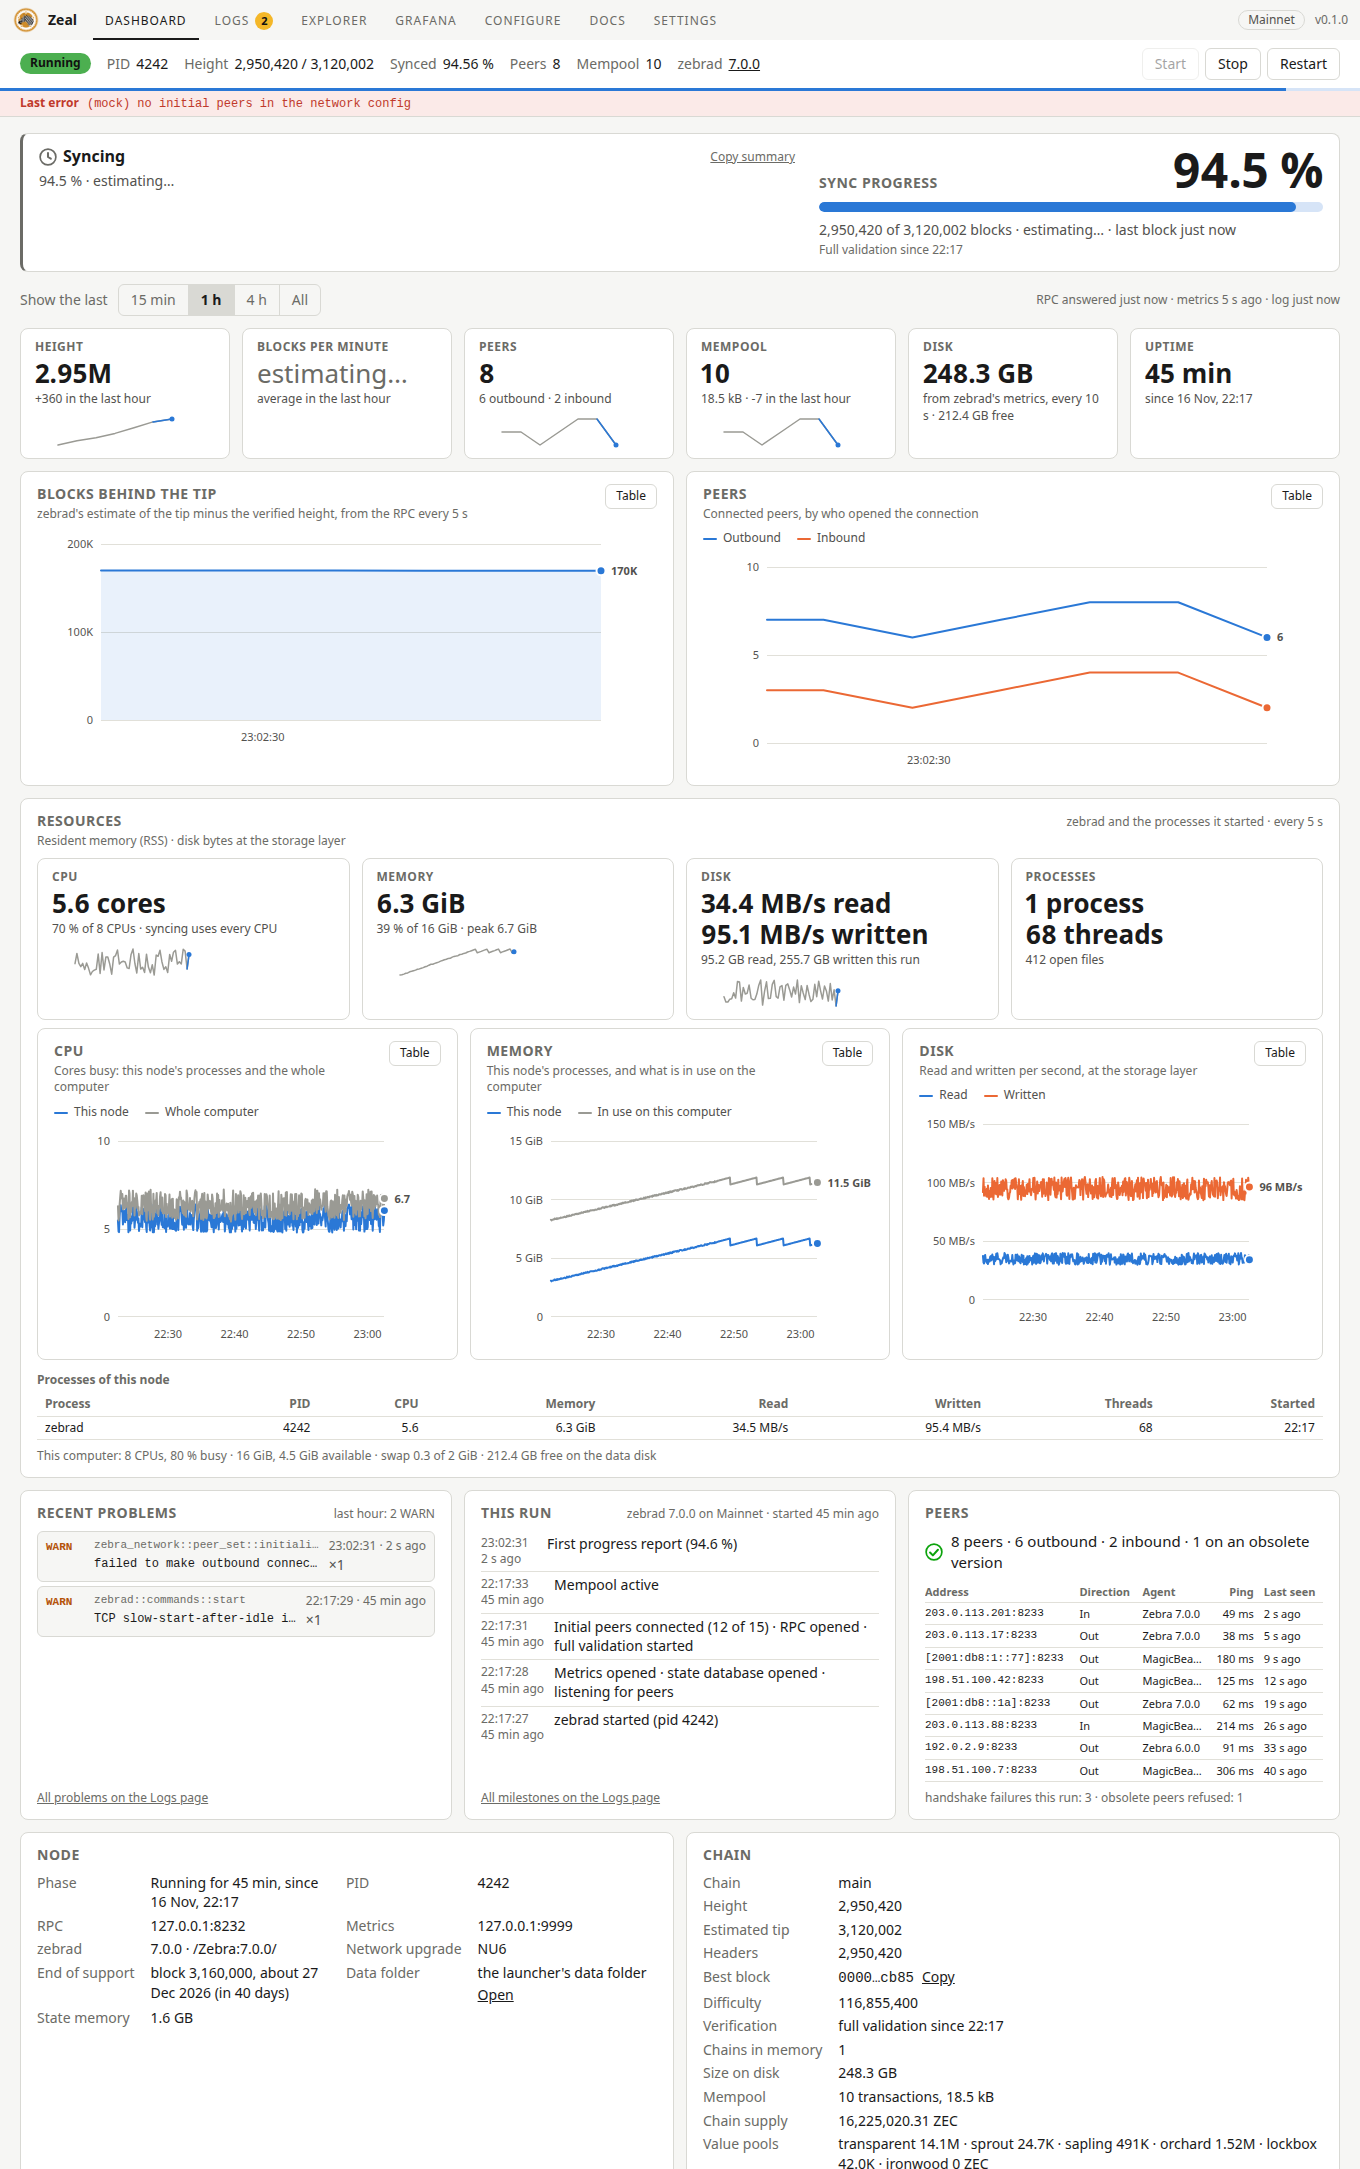 Zeal
DASHBOARD
LOGS 2
EXPLORER
GRAFANA
CONFIGURE
DOCS
SETTINGS
Mainnet
v0.1.0
Running
PID 4242
Height 2,950,420 / 3,120,002
Synced 94.56 %
Peers 8
Mempool 10
zebrad 7.0.0
Start
Stop
Restart
Last error (mock) no initial peers in the network config
Syncing
94.5 % · estimating...
Copy summary
SYNC PROGRESS
94.5 %
2,950,420 of 3,120,002 blocks · estimating... · last block just now
Full validation since 22:17
Show the last
15 min
1 h
4 h
All
RPC answered just now · metrics 5 s ago · log just now
HEIGHT
2.95M
+360 in the last hour
BLOCKS PER MINUTE
estimating...
average in the last hour
PEERS
8
6 outbound · 2 inbound
MEMPOOL
10
18.5 kB · -7 in the last hour
DISK
248.3 GB
from zebrad's metrics, every 10
s · 212.4 GB free
UPTIME
45 min
since 16 Nov, 22:17
BLOCKS BEHIND THE TIP
zebrad's estimate of the tip minus the verified height, from the RPC every 5 s
Table
200K
170K
100K
0
23:02:30
PEERS
Connected peers, by who opened the connection
Table
Outbound
Inbound
10
6
5
0
23:02:30
RESOURCES
Resident memory (RSS) · disk bytes at the storage layer
zebrad and the processes it started · every 5 s
CPU
5.6 cores
70 % of 8 CPUs · syncing uses every CPU
MEMORY
6.3 GiB
39 % of 16 GiB · peak 6.7 GiB
DISK
34.4 MB/s read
95.1 MB/s written
95.2 GB read, 255.7 GB written this run
PROCESSES
1 process
68 threads
412 open files
CPU
Cores busy: this node's processes and the whole
computer
Table
This node
Whole computer
10
6.7
5
0
22:30 22:40 22:50 23:00
MEMORY
This node's processes, and what is in use on the
computer
Table
This node
In use on this computer
15 GiB
11.5 GiB
10 GiB
5 GiB
0
22:30 22:40 22:50 23:00
DISK
Read and written per second, at the storage layer
Table
Read
Written
150 MB/s
100 MB/s
96 MB/s
50 MB/s
0
22:30 22:40 22:50 23:00
Processes of this node
Process PID CPU Memory Read Written Threads Started
zebrad 4242 5.6 6.3 GiB 34.5 MB/s 95.4 MB/s 68 22:17
This computer: 8 CPUs, 80 % busy · 16 GiB, 4.5 GiB available · swap 0.3 of 2 GiB · 212.4 GB free on the data disk
RECENT PROBLEMS
last hour: 2 WARN
WARN zebra_network::peer_set::initiali... 23:02:31 · 2 s ago
failed to make outbound connec... ×1
WARN zebrad::commands::start 22:17:29 · 45 min ago
TCP slow-start-after-idle i... ×1
All problems on the Logs page
THIS RUN
zebrad 7.0.0 on Mainnet · started 45 min ago
23:02:31 First progress report (94.6 %)
2 s ago
22:17:33 Mempool active
45 min ago
22:17:31 Initial peers connected (12 of 15) · RPC opened ·
45 min ago full validation started
22:17:28 Metrics opened · state database opened ·
45 min ago listening for peers
22:17:27 zebrad started (pid 4242)
45 min ago
All milestones on the Logs page
PEERS
8 peers · 6 outbound · 2 inbound · 1 on an obsolete
version
Address Direction Agent Ping Last seen
203.0.113.201:8233 In Zebra 7.0.0 49 ms 2 s ago
203.0.113.17:8233 Out Zebra 7.0.0 38 ms 5 s ago
[2001:db8:1::77]:8233 Out MagicBea... 180 ms 9 s ago
198.51.100.42:8233 Out MagicBea... 125 ms 12 s ago
[2001:db8::1a]:8233 Out Zebra 7.0.0 62 ms 19 s ago
203.0.113.88:8233 In MagicBea... 214 ms 26 s ago
192.0.2.9:8233 Out Zebra 6.0.0 91 ms 33 s ago
198.51.100.7:8233 Out MagicBea... 306 ms 40 s ago
handshake failures this run: 3 · obsolete peers refused: 1
NODE
Phase Running for 45 min, since
16 Nov, 22:17
PID 4242
RPC 127.0.0.1:8232
Metrics 127.0.0.1:9999
zebrad 7.0.0 · /Zebra:7.0.0/
Network upgrade NU6
End of support block 3,160,000, about 27
Dec 2026 (in 40 days)
Data folder the launcher's data folder
Open
State memory 1.6 GB
CHAIN
Chain main
Height 2,950,420
Estimated tip 3,120,002
Headers 2,950,420
Best block 0000…cb85 Copy
Difficulty 116,855,400
Verification full validation since 22:17
Chains in memory 1
Size on disk 248.3 GB
Mempool 10 transactions, 18.5 kB
Chain supply 16,225,020.31 ZEC
Value pools transparent 14.1M · sprout 24.7K · sapling 491K · orchard 1.52M · lockbox
42.0K · ironwood 0 ZEC